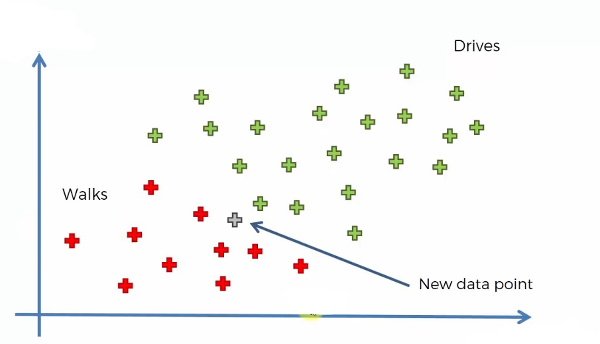 Drives
Walks
New data point